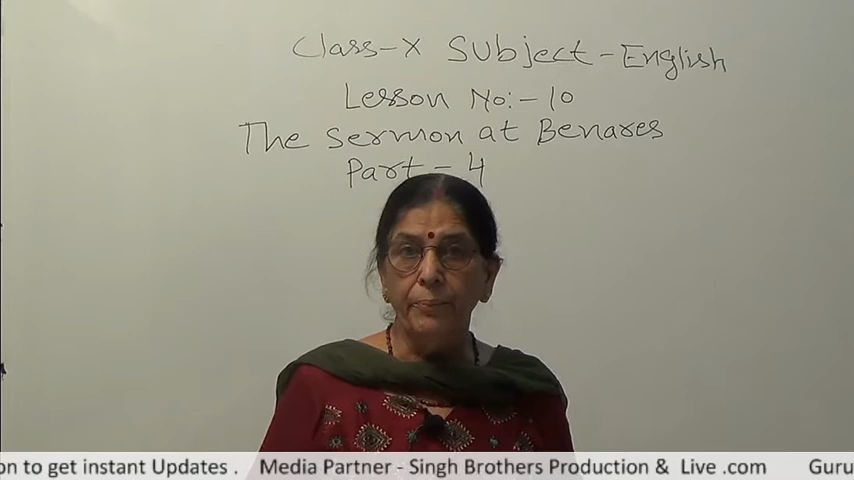 Class-X Subject-English
Lesson No:-10
The Sermon at Benares
Part-4
on to get instant Updates . Media Partner - Singh Brothers Production & Live .com Guru